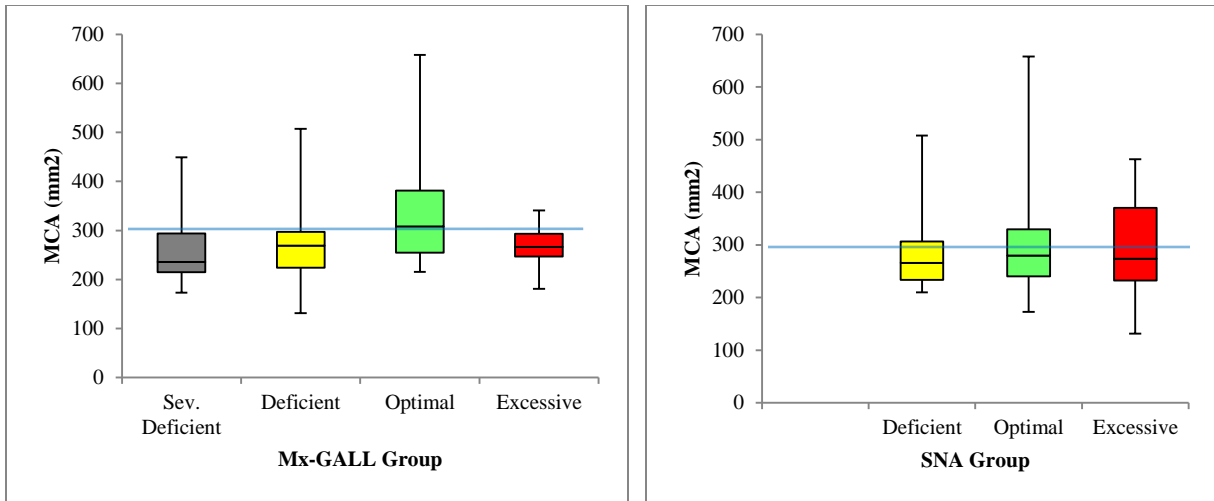 700
600
500
400
300
200
100
0
MCA (mm2)
Sev. Deficient
Deficient
Optimal
Excessive
Mx-GALL Group
700
600
500
400
300
200
100
0
MCA (mm2)
Deficient
Optimal
Excessive
SNA Group